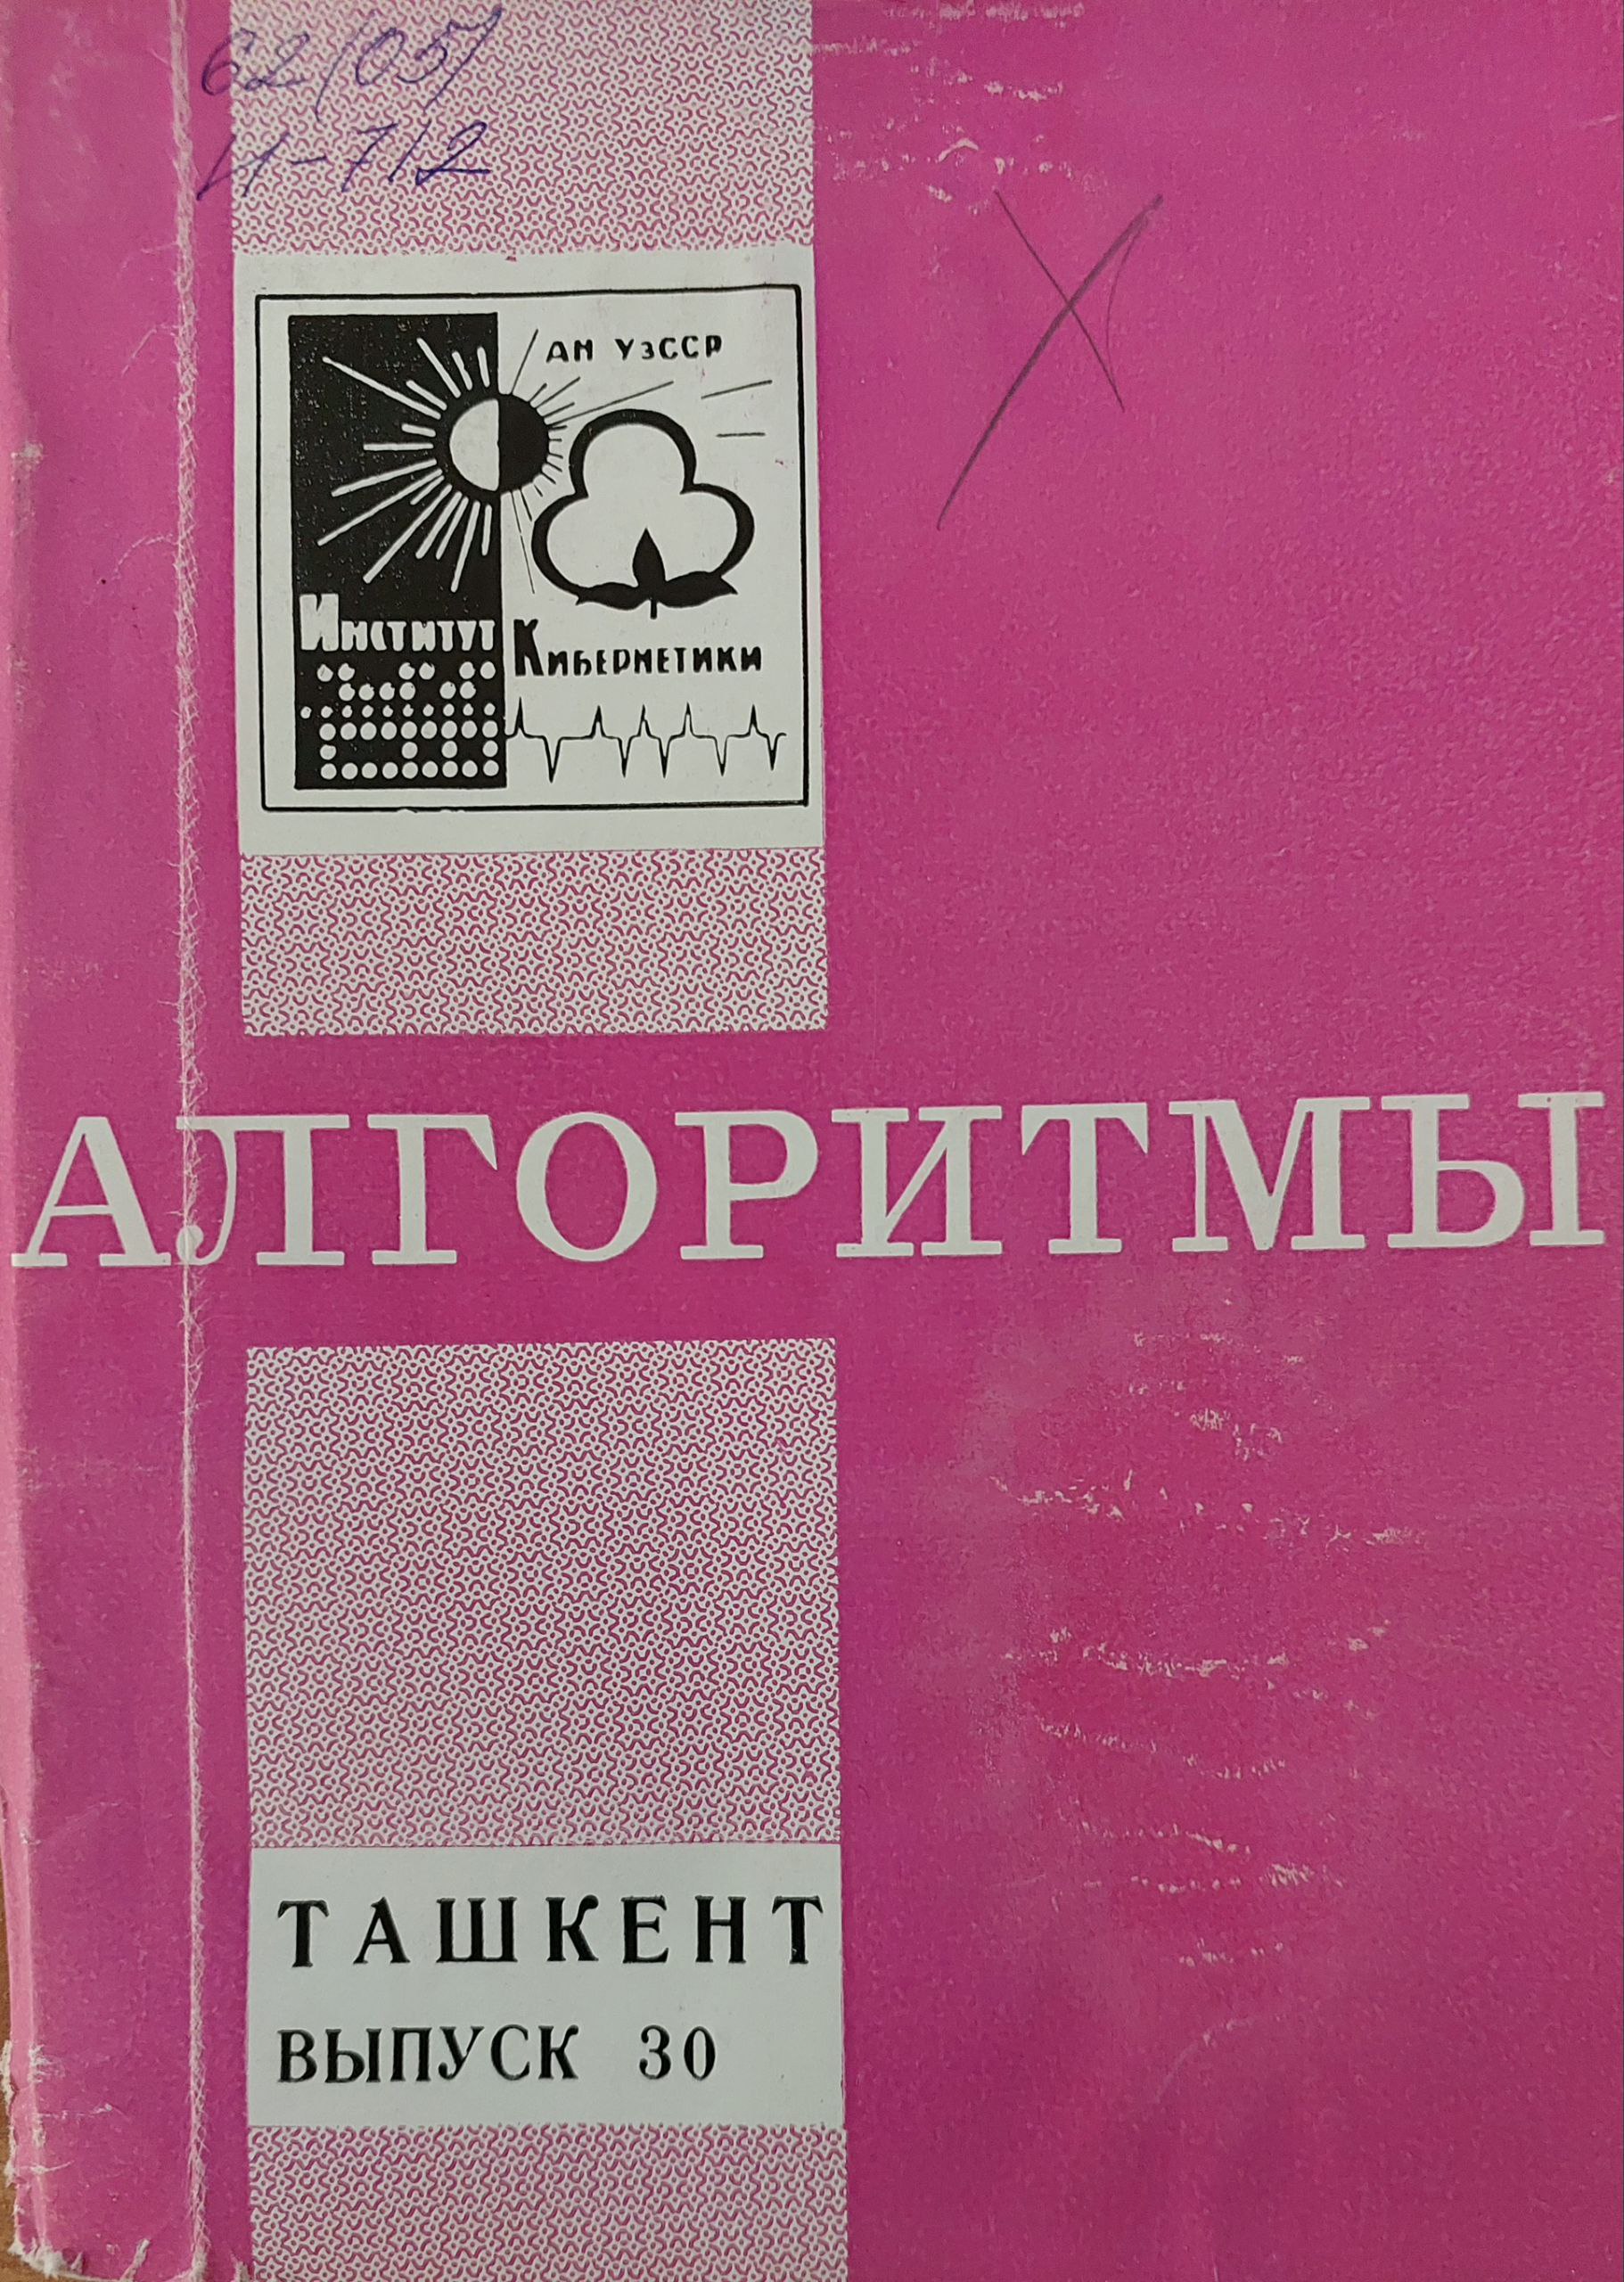 62(05)
И-712
АН УзССР
Институт
Кибернетики
АЛГОРИТМЫ
ТАШКЕНТ
ВЫПУСК 30